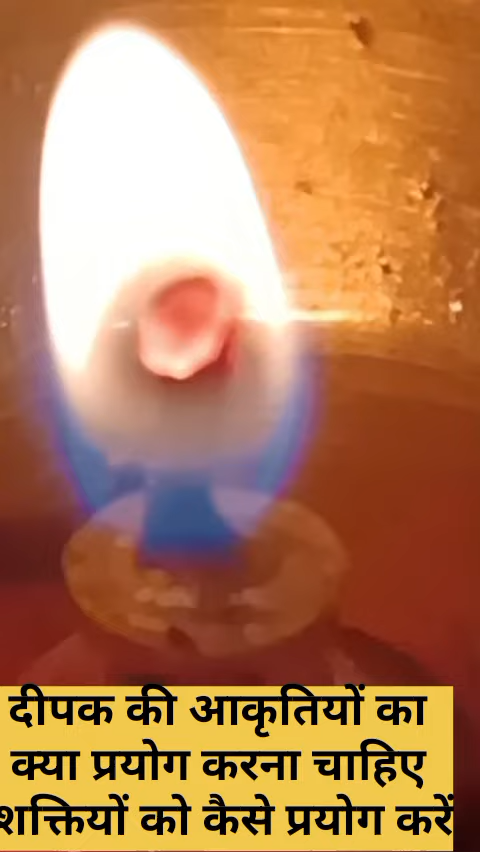 दीपक की आकृतियों का
क्या प्रयोग करना चाहिए
शक्तियों को कैसे प्रयोग करें